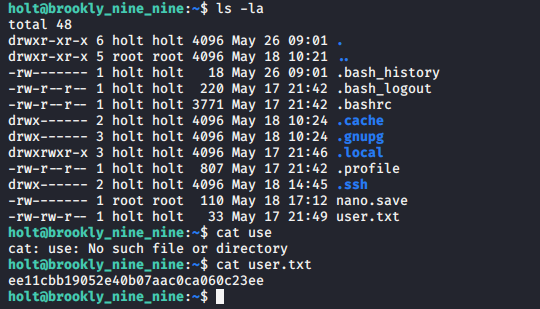 holt@brookly_nine_nine:~$ ls -la
total 48
drwxr-xr-x 6 holt holt 4096 May 26 09:01 .
drwxr-xr-x 5 root root 4096 May 18 10:21 ..
-rw------- 1 holt holt   18 May 26 09:01 .bash_history
-rw-r--r-- 1 holt holt  220 May 17 21:42 .bash_logout
-rw-r--r-- 1 holt holt 3771 May 17 21:42 .bashrc
drwx------ 2 holt holt 4096 May 18 10:24 .cache
drwx------ 3 holt holt 4096 May 18 10:24 .gnupg
drwxrwxr-x 3 holt holt 4096 May 17 21:46 .local
-rw-r--r-- 1 holt holt  807 May 17 21:42 .profile
drwx------ 2 holt holt 4096 May 18 14:45 .ssh
-rw------- 1 root root  110 May 18 17:12 nano.save
-rw-rw-r-- 1 holt holt   33 May 17 21:49 user.txt
holt@brookly_nine_nine:~$ cat use
cat: use: No such file or directory
holt@brookly_nine_nine:~$ cat user.txt
ee11cbb19052e40b07aac0ca060c23ee
holt@brookly_nine_nine:~$